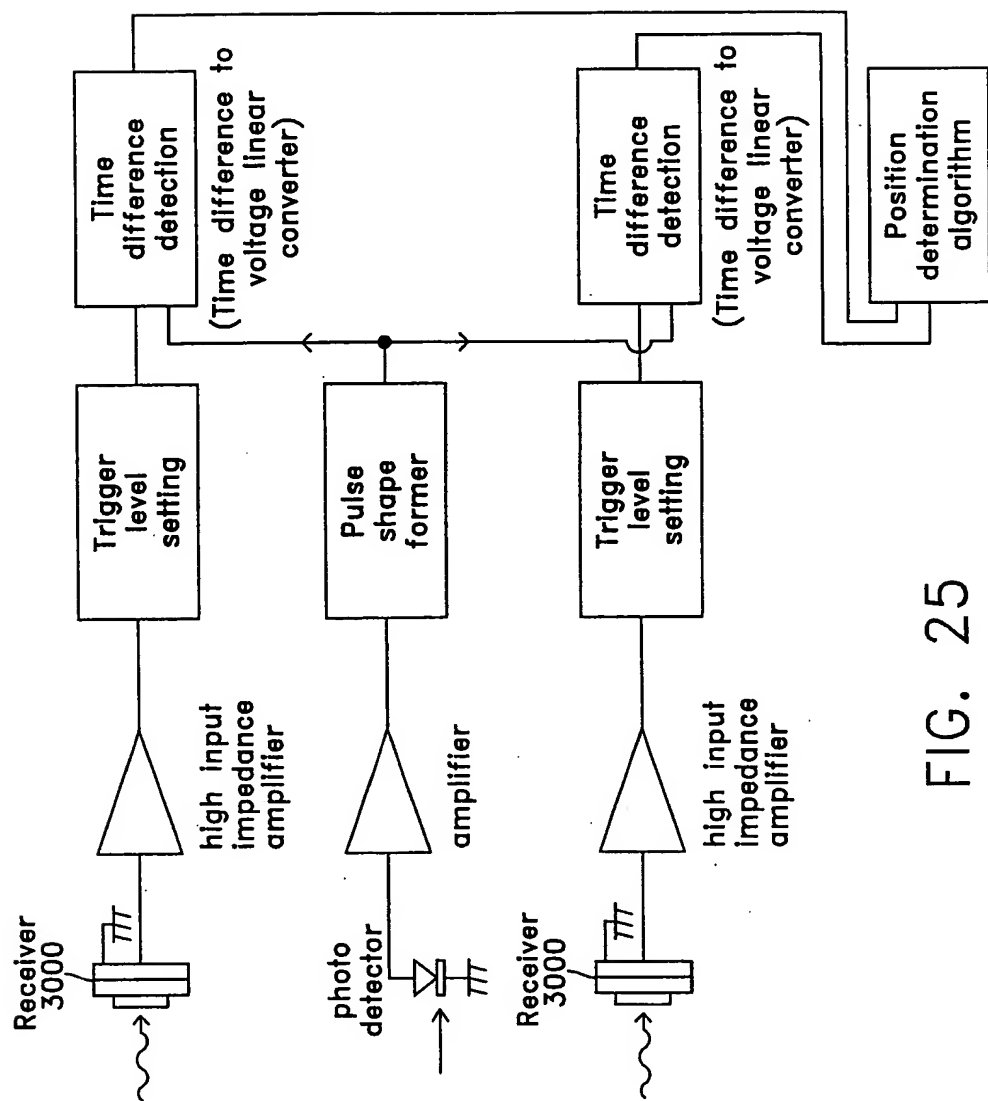 Receiver
3000
high input
impedance
amplifier
Trigger
level
setting
Time
difference
detection
(Time difference to
voltage linear
converter)
photo
detector
amplifier
Pulse
shape
former
Receiver
3000
high input
impedance
amplifier
Trigger
level
setting
Time
difference
detection
(Time difference to
voltage linear
converter)
Position
determination
algorithm
FIG. 25